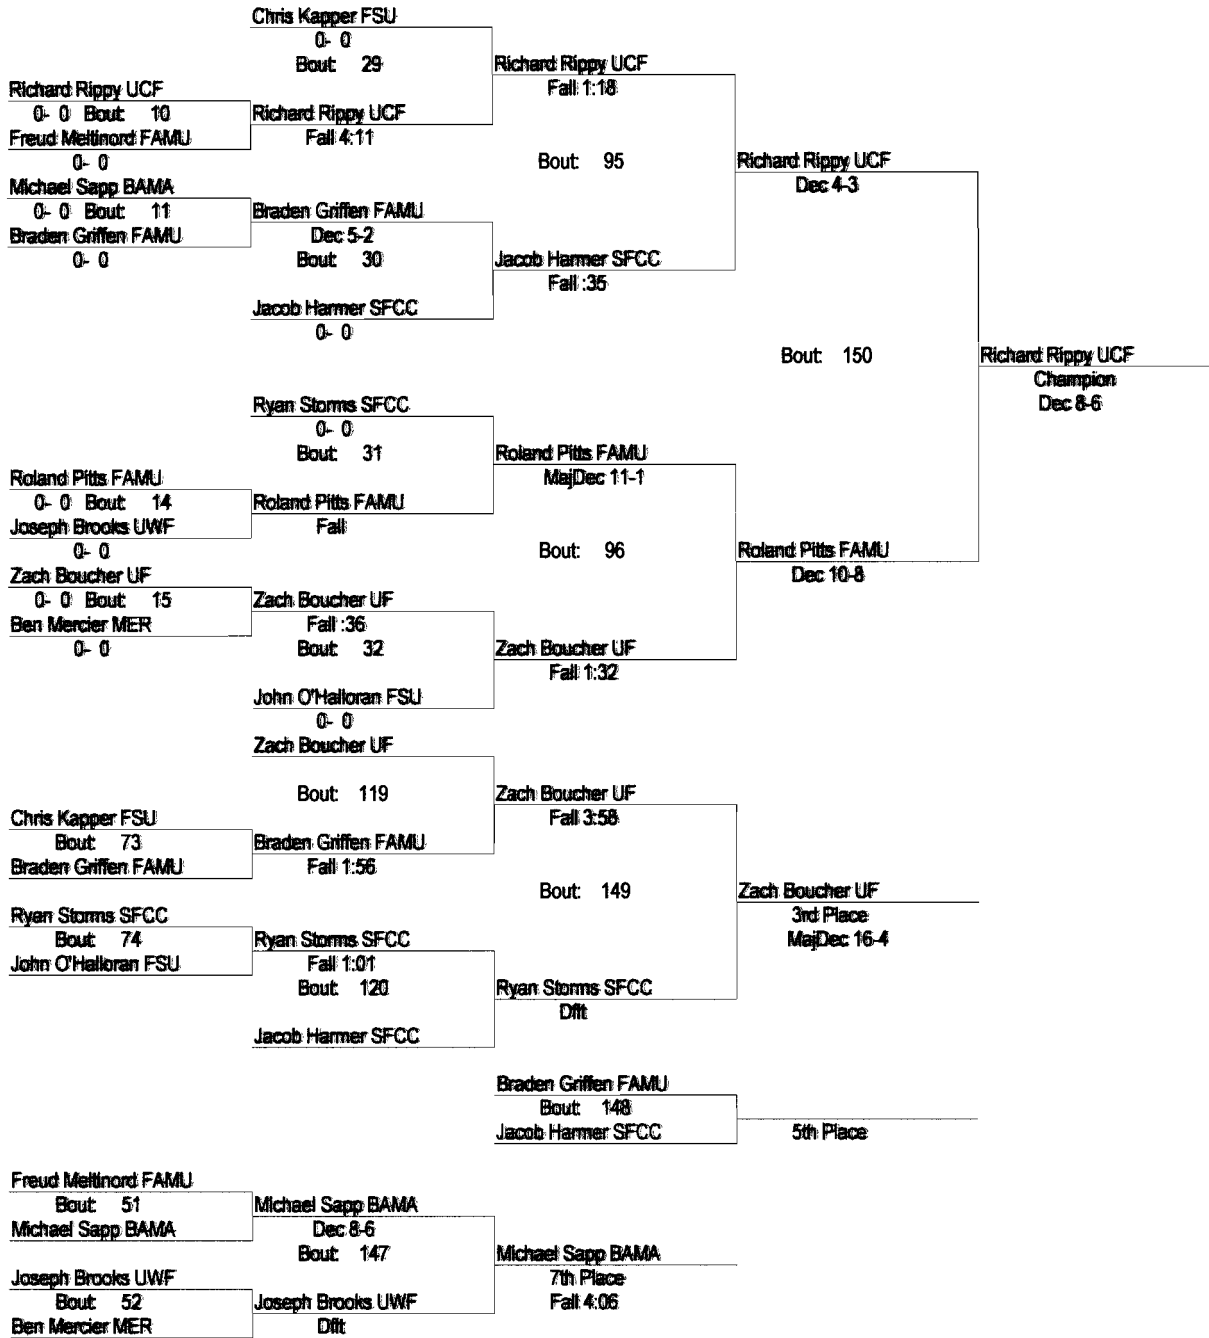 Chris Kapper FSU
0- 0
Bout: 29
Richard Rippy UCF
Fall 1:18
Richard Rippy UCF
0- 0 Bout: 10
Richard Rippy UCF
Fall 4:11
Freud Meltinord FAMU
0- 0
Bout: 95
Richard Rippy UCF
Dec 4-3
Michael Sapp BAMA
0- 0 Bout: 11
Braden Griffen FAMU
Dec 5-2
Braden Griffen FAMU
0- 0
Bout: 30
Jacob Harmer SFCC
Fall :35
Jacob Harmer SFCC
0- 0
Bout: 150
Richard Rippy UCF
Champion
Dec 8-6
Ryan Storms SFCC
0- 0
Bout: 31
Roland Pitts FAMU
MajDec 11-1
Roland Pitts FAMU
0- 0 Bout: 14
Roland Pitts FAMU
Fall
Joseph Brooks UWF
0- 0
Bout: 96
Roland Pitts FAMU
Dec 10-8
Zach Boucher UF
0- 0 Bout: 15
Zach Boucher UF
Fall :36
Ben Mercier MER
0- 0
Bout: 32
Zach Boucher UF
Fall 1:32
John O'Halloran FSU
0- 0
Zach Boucher UF
Bout: 119
Zach Boucher UF
Fall 3:58
Chris Kapper FSU
Bout: 73
Braden Griffen FAMU
Fall 1:56
Braden Griffen FAMU
Bout: 149
Zach Boucher UF
3rd Place
MajDec 16-4
Ryan Storms SFCC
Bout: 74
Ryan Storms SFCC
Fall 1:01
John O'Halloran FSU
Bout: 120
Ryan Storms SFCC
Dflt
Jacob Harmer SFCC
Braden Griffen FAMU
Bout: 148
Jacob Harmer SFCC
5th Place
Freud Meltinord FAMU
Bout: 51
Michael Sapp BAMA
Dec 8-6
Michael Sapp BAMA
Bout: 147
Michael Sapp BAMA
7th Place
Fall 4:06
Joseph Brooks UWF
Bout: 52
Joseph Brooks UWF
Dflt
Ben Mercier MER